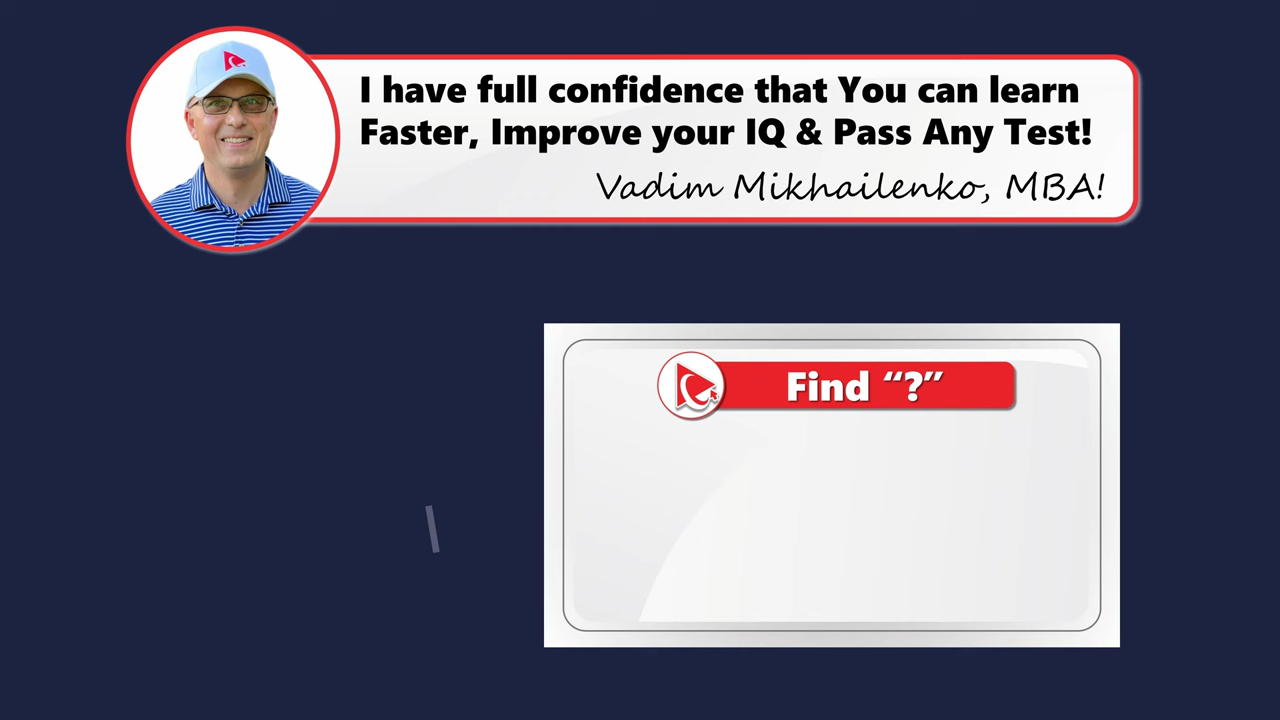 I have full confidence that You can learn
Faster, Improve your IQ & Pass Any Test!
Vadim Mikhailenko, MBA!
Find “?”